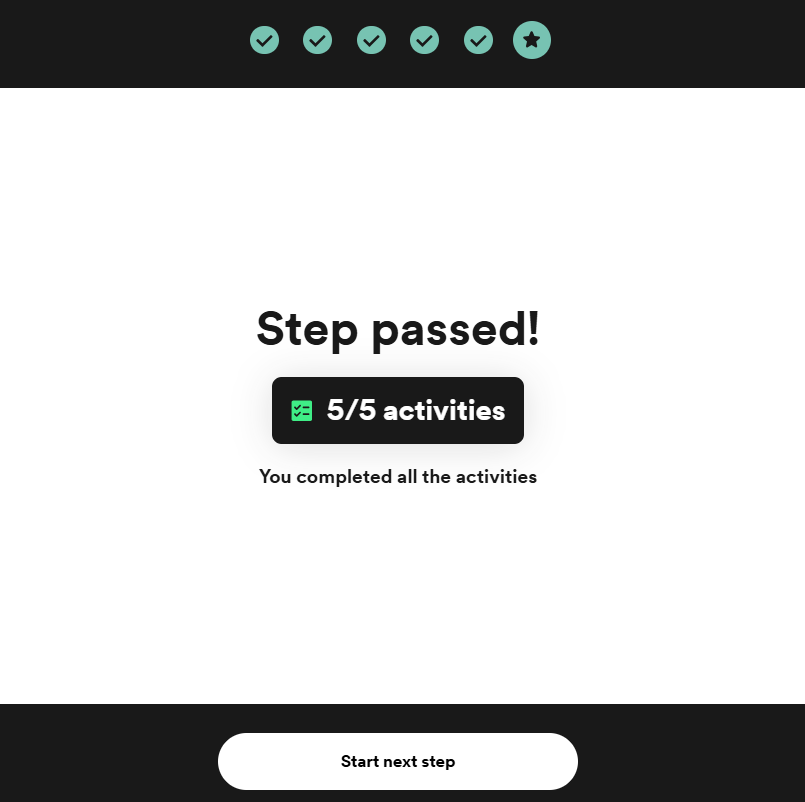 Step passed!
5/5 activities
You completed all the activities
Start next step